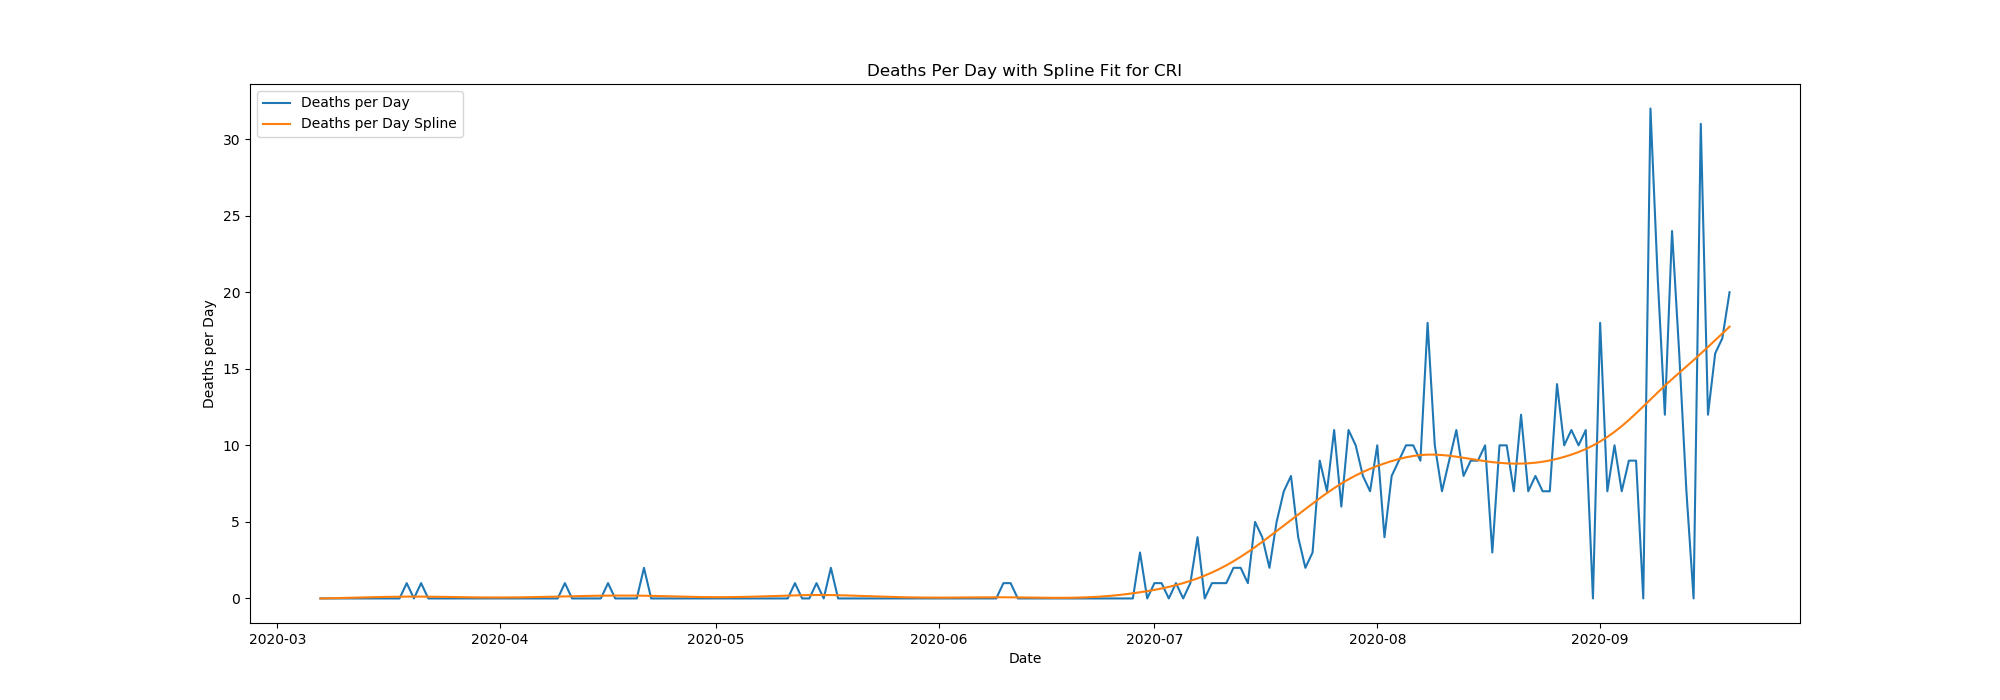 Deaths Per Day with Spline Fit for CRI
Deaths per Day
Deaths per Day Spline
30
25
20
15
10
5
0
Deaths per Day
2020-03 2020-04 2020-05 2020-06 2020-07 2020-08 2020-09
Date